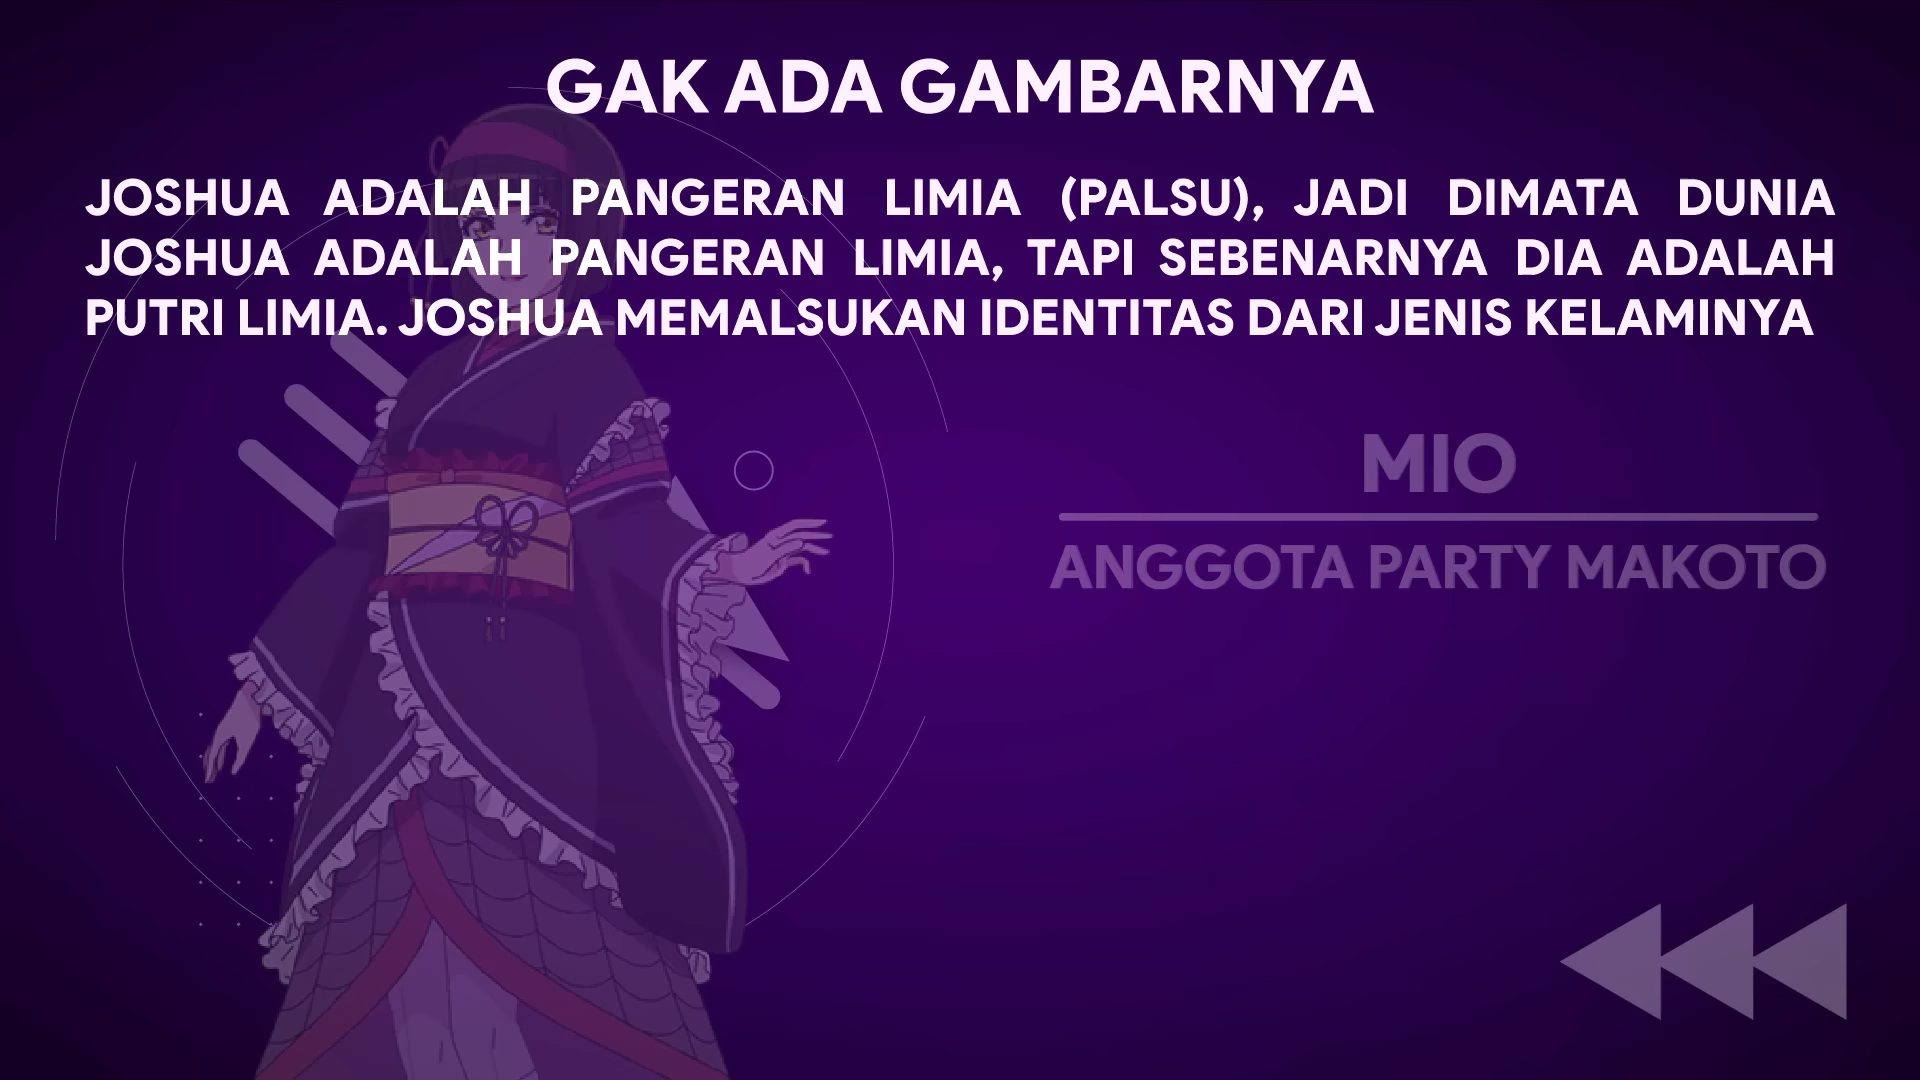 GAK ADA GAMBARNYA
JOSHUA ADALAH PANGERAN LIMIA (PALSU), JADI DIMATA DUNIA
JOSHUA ADALAH PANGERAN LIMIA, TAPI SEBENARNYA DIA ADALAH
PUTRI LIMIA. JOSHUA MEMALSUKAN IDENTITAS DARI JENIS KELAMINYA
MIO
ANGGOTA PARTY MAKOTO